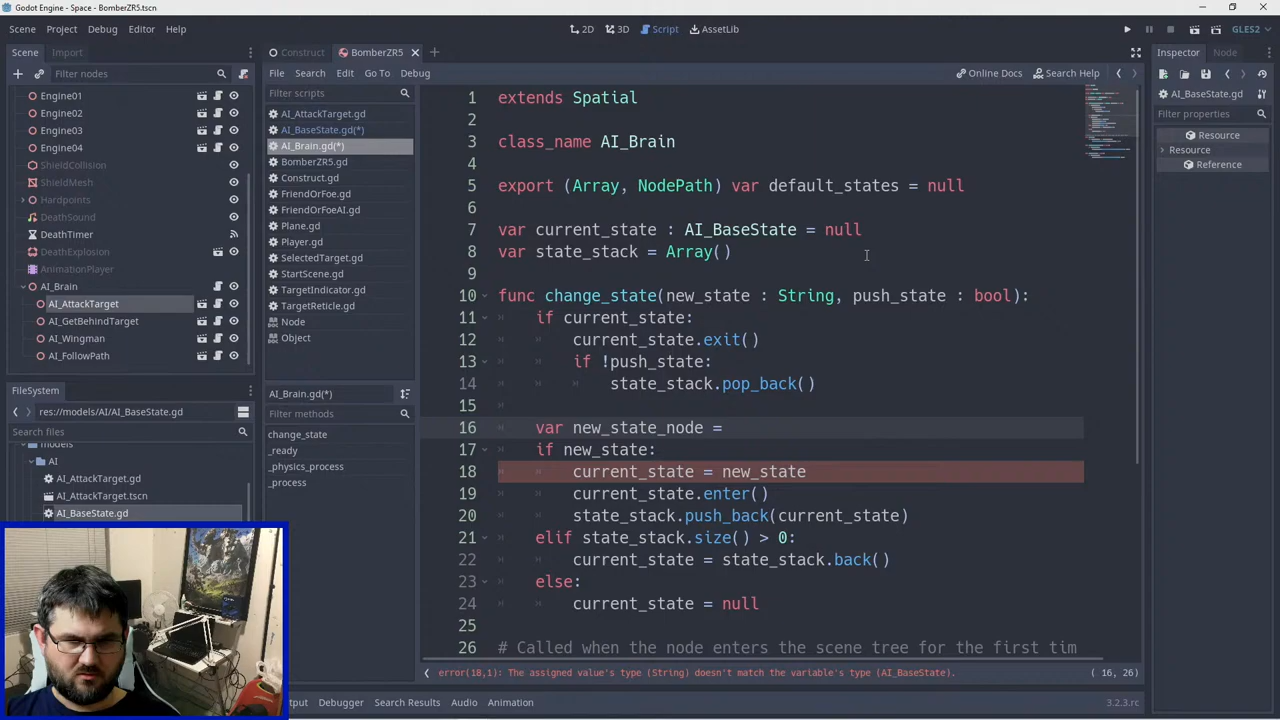 Godot Engine - Space - BomberZR5.tscn
Scene Project Debug Editor Help
2D 3D Script AssetLib
GLES2
Scene Import
Filter nodes
Engine01
Engine02
Engine03
Engine04
ShieldCollision
ShieldMesh
Hardpoints
DeathSound
DeathTimer
DeathExplosion
AnimationPlayer
AI_Brain
AI_AttackTarget
AI_GetBehindTarget
AI_Wingman
AI_FollowPath
FileSystem
res://models/AI/AI_BaseState.gd
Search files
models
AI
AI_AttackTarget.gd
AI_AttackTarget.tscn
AI_BaseState.gd
Construct BomberZR5
File Search Edit Go To Debug
Online Docs Search Help
Filter scripts
AI_AttackTarget.gd
AI_BaseState.gd(*)
AI_Brain.gd(*)
BomberZR5.gd
Construct.gd
FriendOrFoe.gd
FriendOrFoeAI.gd
Plane.gd
Player.gd
SelectedTarget.gd
StartScene.gd
TargetIndicator.gd
TargetReticle.gd
Node
Object
AI_Brain.gd(*)
Filter methods
change_state
_ready
_physics_process
_process
1 extends Spatial
2
3 class_name AI_Brain
4
5 export (Array, NodePath) var default_states = null
6
7 var current_state : AI_BaseState = null
8 var state_stack = Array()
9
10 func change_state(new_state : String, push_state : bool):
11 if current_state:
12 current_state.exit()
13 if !push_state:
14 state_stack.pop_back()
15
16 var new_state_node =
17 if new_state:
18 current_state = new_state
19 current_state.enter()
20 state_stack.push_back(current_state)
21 elif state_stack.size() > 0:
22 current_state = state_stack.back()
23 else:
24 current_state = null
25
26 # Called when the node enters the scene tree for the first tim
error(18,1): The assigned value's type (String) doesn't match the variable's type (AI_BaseState).
( 16, 26)
Debugger Search Results Audio Animation
3.2.3.rc
Inspector Node
AI_BaseState.gd
Filter properties
Resource
Resource
Reference